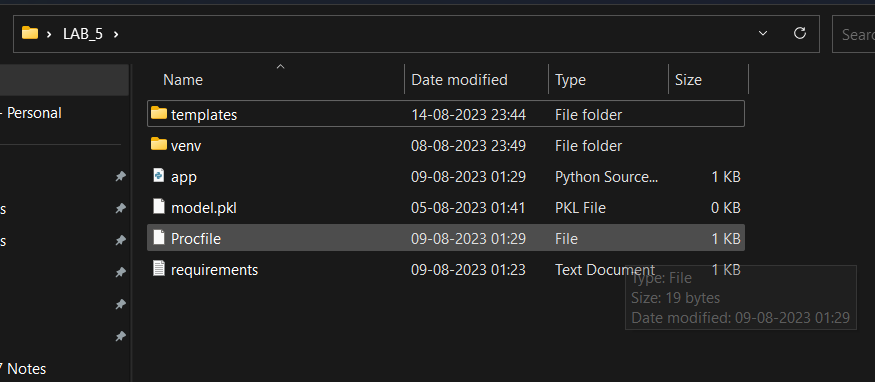 LAB_5
Searc
Name Date modified Type Size
- Personal
templates 14-08-2023 23:44 File folder
venv 08-08-2023 23:49 File folder
app 09-08-2023 01:29 Python Source... 1 KB
s model.pkl 05-08-2023 01:41 PKL File 0 KB
s Procfile 09-08-2023 01:29 File 1 KB
requirements 09-08-2023 01:23 Text Document 1 KB
Type: File
Size: 19 bytes
Date modified: 09-08-2023 01:29
7 Notes